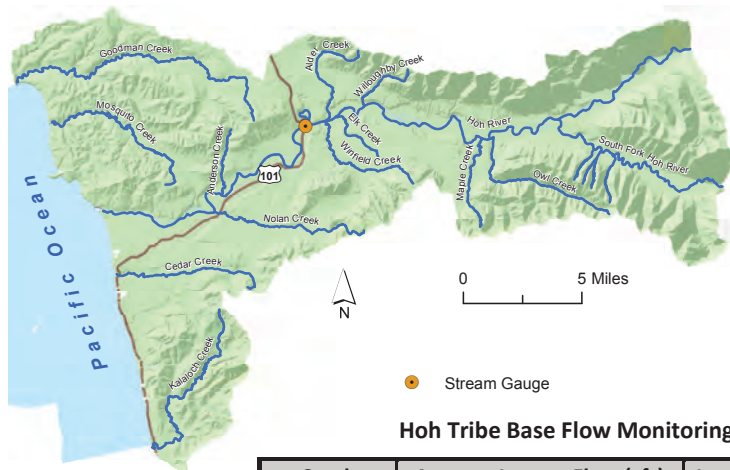 Goodman Creek
Alder Creek
Willoughby Creek
Mosquito Creek
Elk Creek
Hoh River
Anderson Creek
Winfield Creek
South Fork Hoh River
101
Maple Creek
Owl Creek
Nolan Creek
Pacific Ocean
Cedar Creek
0 5 Miles
N
Kalaloch Creek
Stream Gauge
Hoh Tribe Base Flow Monitoring